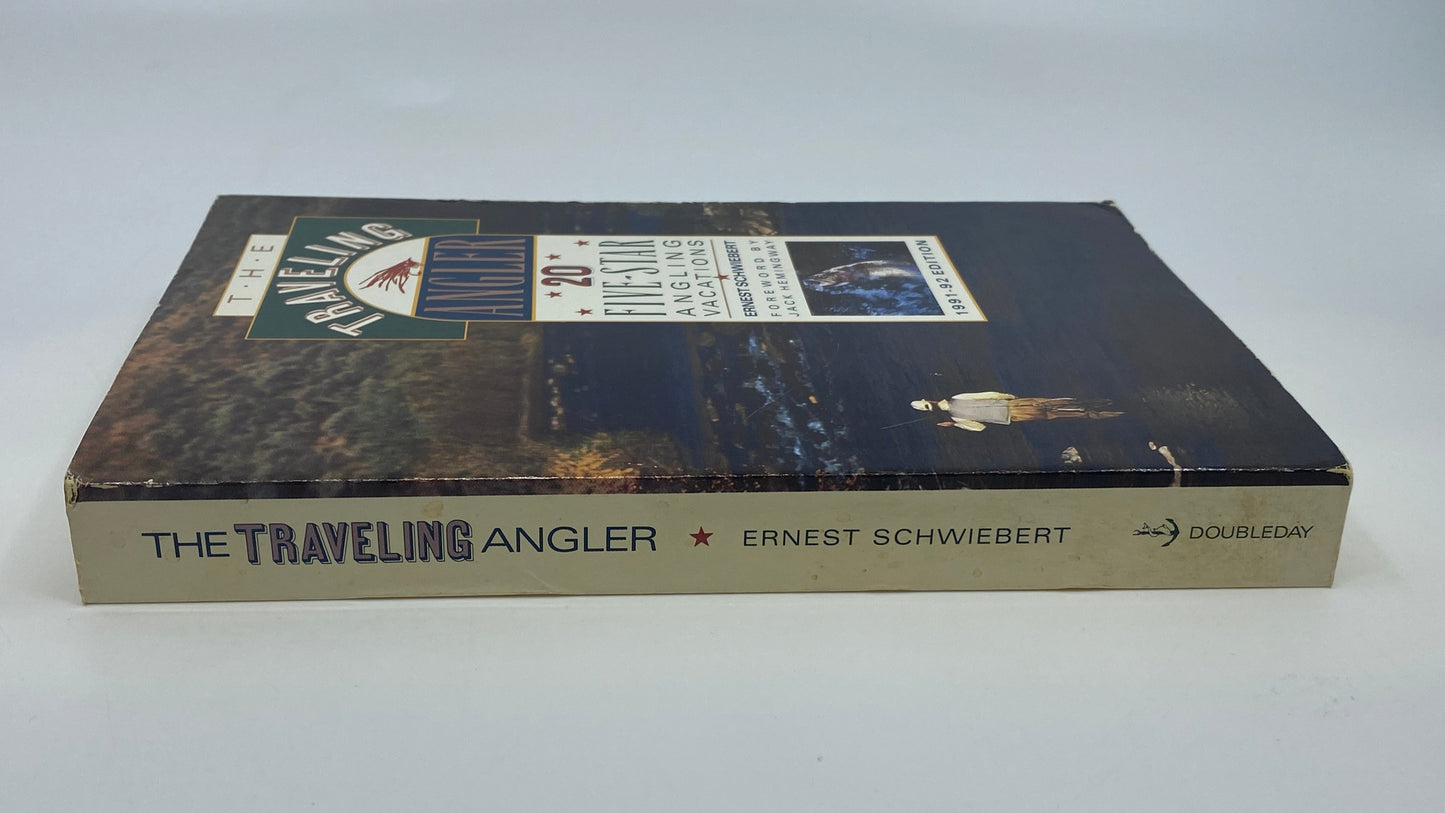 T·H·E
TRAVELING
ANGLER
20
FIVE·STAR
ANGLING
VACATIONS
ERNEST SCHWIEBERT
FOREWORD BY
JACK HEMINGWAY
1991-92 EDITION
THE TRAVELING ANGLER ★ ERNEST SCHWIEBERT DOUBLEDAY